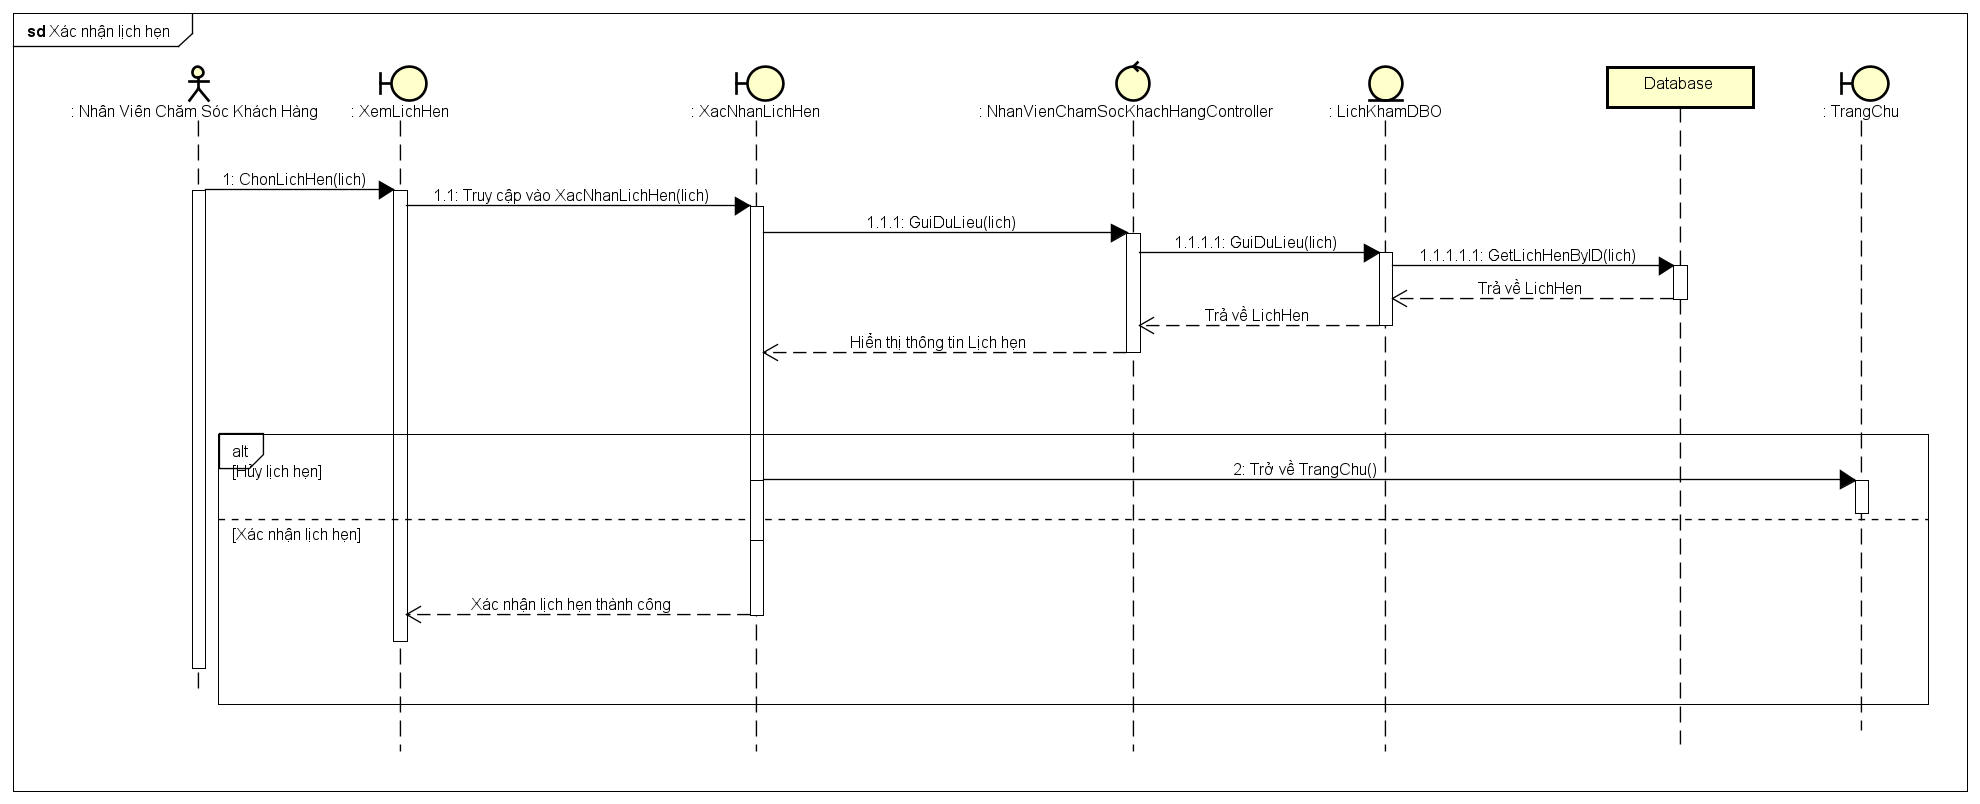 sd Xác nhận lịch hẹn
: Nhân Viên Chăm Sóc Khách Hàng
: XemLichHen
: XacNhanLichHen
: NhanVienChamSocKhachHangController
: LichKhamDBO
Database
: TrangChu
1: ChonLichHen(lich)
1.1: Truy cập vào XacNhanLichHen(lich)
1.1.1: GuiDuLieu(lich)
1.1.1.1: GuiDuLieu(lich)
1.1.1.1.1: GetLichHenByID(lich)
Trả về LichHen
Trả về LichHen
Hiển thị thông tin Lịch hẹn
alt
[Hủy lịch hẹn]
2: Trở về TrangChu()
[Xác nhận lịch hẹn]
Xác nhận lịch hẹn thành công